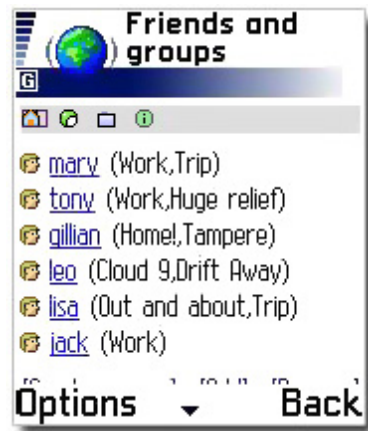 Friends and
groups
G
mary (Work,Trip)
tony (Work,Huge relief)
gillian (Home!,Tampere)
leo (Cloud 9,Drift Away)
lisa (Out and about,Trip)
jack (Work)
Options Back